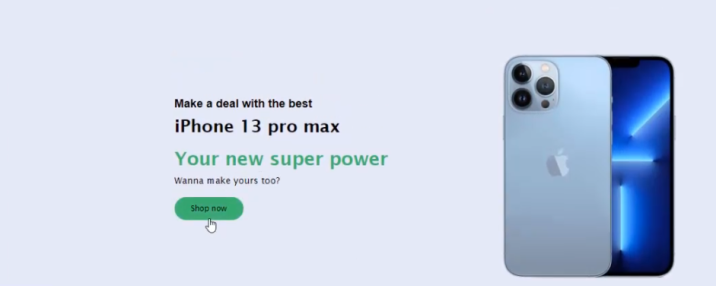 Make a deal with the best
iPhone 13 pro max
Your new super power
Wanna make yours too?
Shop now